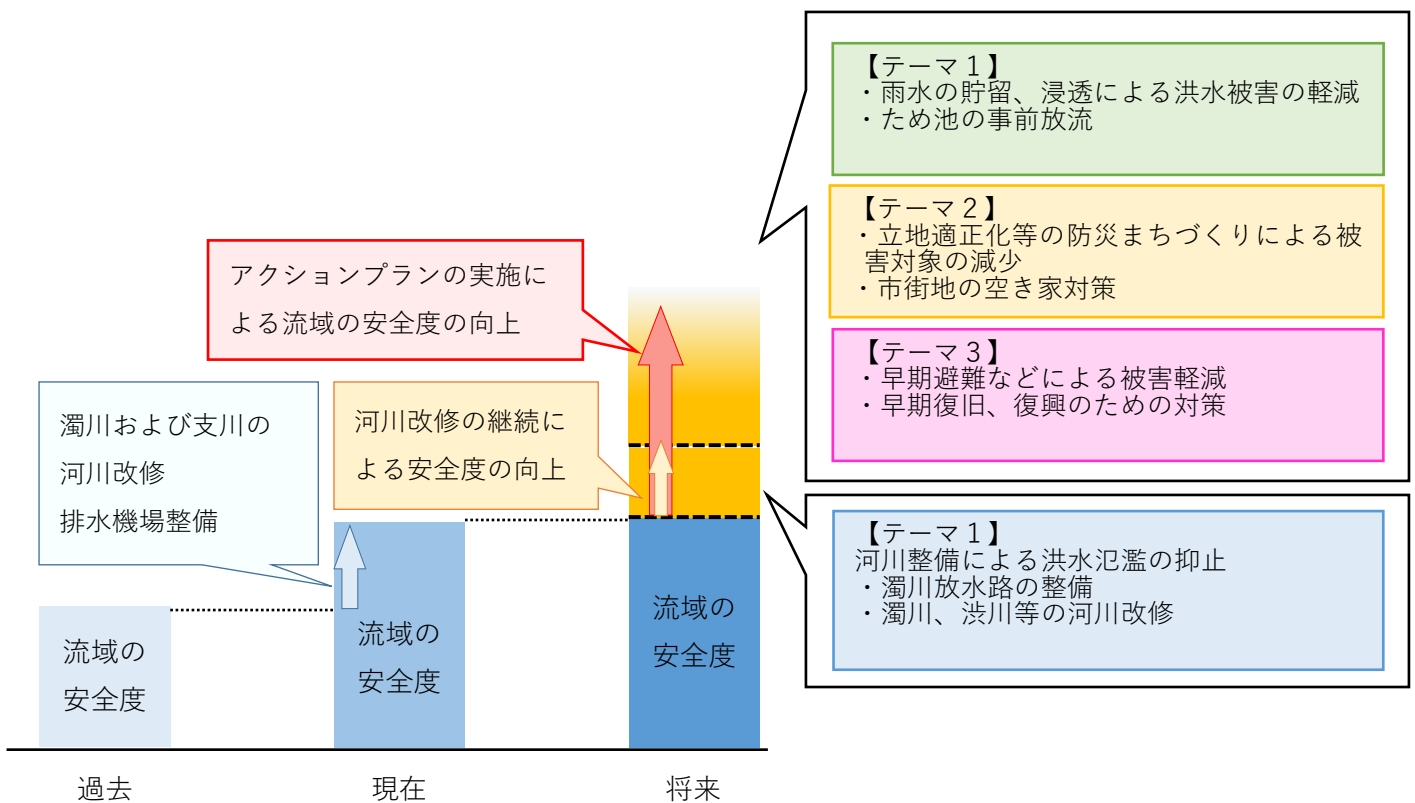 【テーマ１】
・雨水の貯留、浸透による洪水被害の軽減
・ため池の事前放流
【テーマ２】
・立地適正化等の防災まちづくりによる被
害対象の減少
・市街地の空き家対策
【テーマ３】
・早期避難などによる被害軽減
・早期復旧、復興のための対策
アクションプランの実施に
よる流域の安全度の向上
濁川および支川の
河川改修
排水機場整備
河川改修の継続に
よる安全度の向上
【テーマ１】
河川整備による洪水氾濫の抑止
・濁川放水路の整備
・濁川、渋川等の河川改修
流域の
安全度
流域の
安全度
流域の
安全度
過去
現在
将来